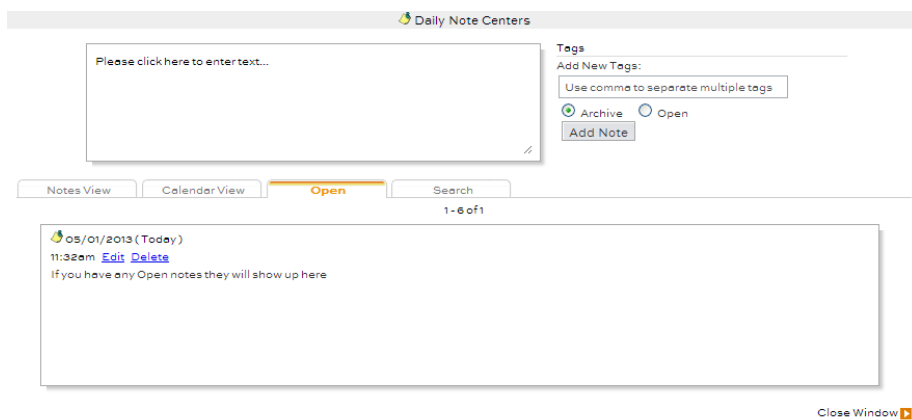 Daily Note Centers
Please click here to enter text...
Tags
Add New Tags:
Use comma to separate multiple tags
Archive Open
Add Note
Notes View Calendar View Open Search
1-6 of 1
05/01/2013 (Today)
11:32am Edit Delete
If you have any Open notes they will show up here
Close Window